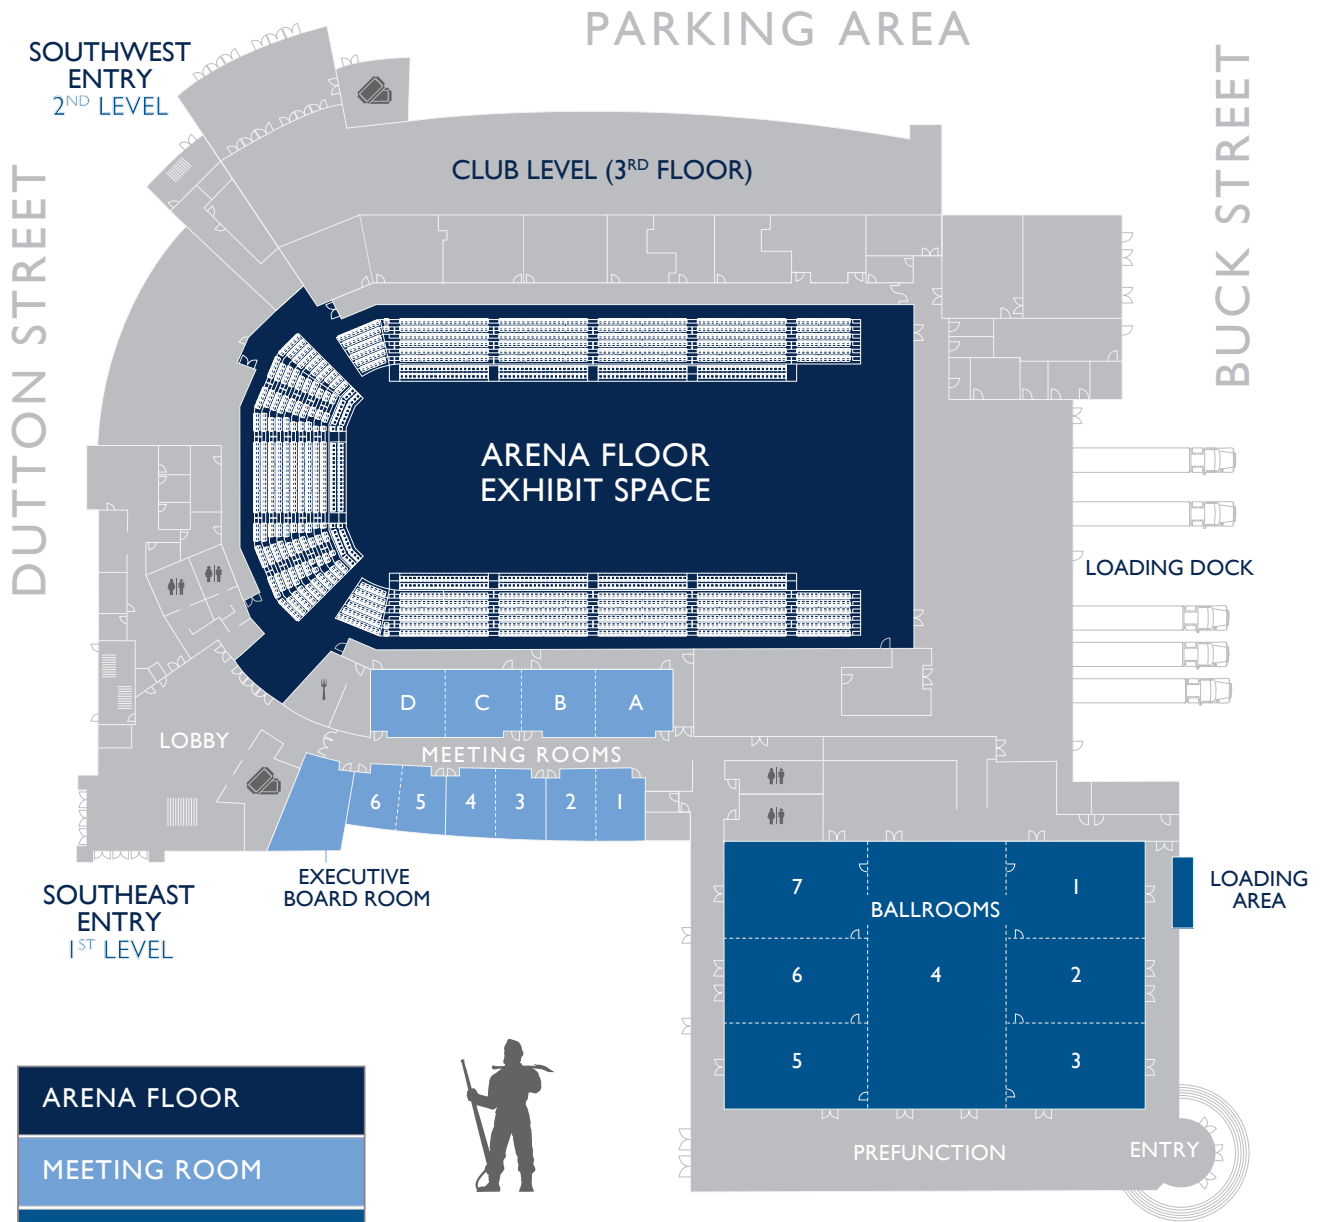 PARKING AREA
SOUTHWEST
ENTRY
2ND LEVEL
BUCK STREET
CLUB LEVEL (3RD FLOOR)
DUTTON STREET
ARENA FLOOR
EXHIBIT SPACE
LOADING DOCK
D C B A
LOBBY
MEETING ROOMS
6 5 4 3 2 1
EXECUTIVE
BOARD ROOM
SOUTHEAST
ENTRY
1ST LEVEL
7 1
BALLROOMS
LOADING
AREA
6 4 2
5 3
PREFUNCTION
ENTRY
ARENA FLOOR
MEETING ROOM